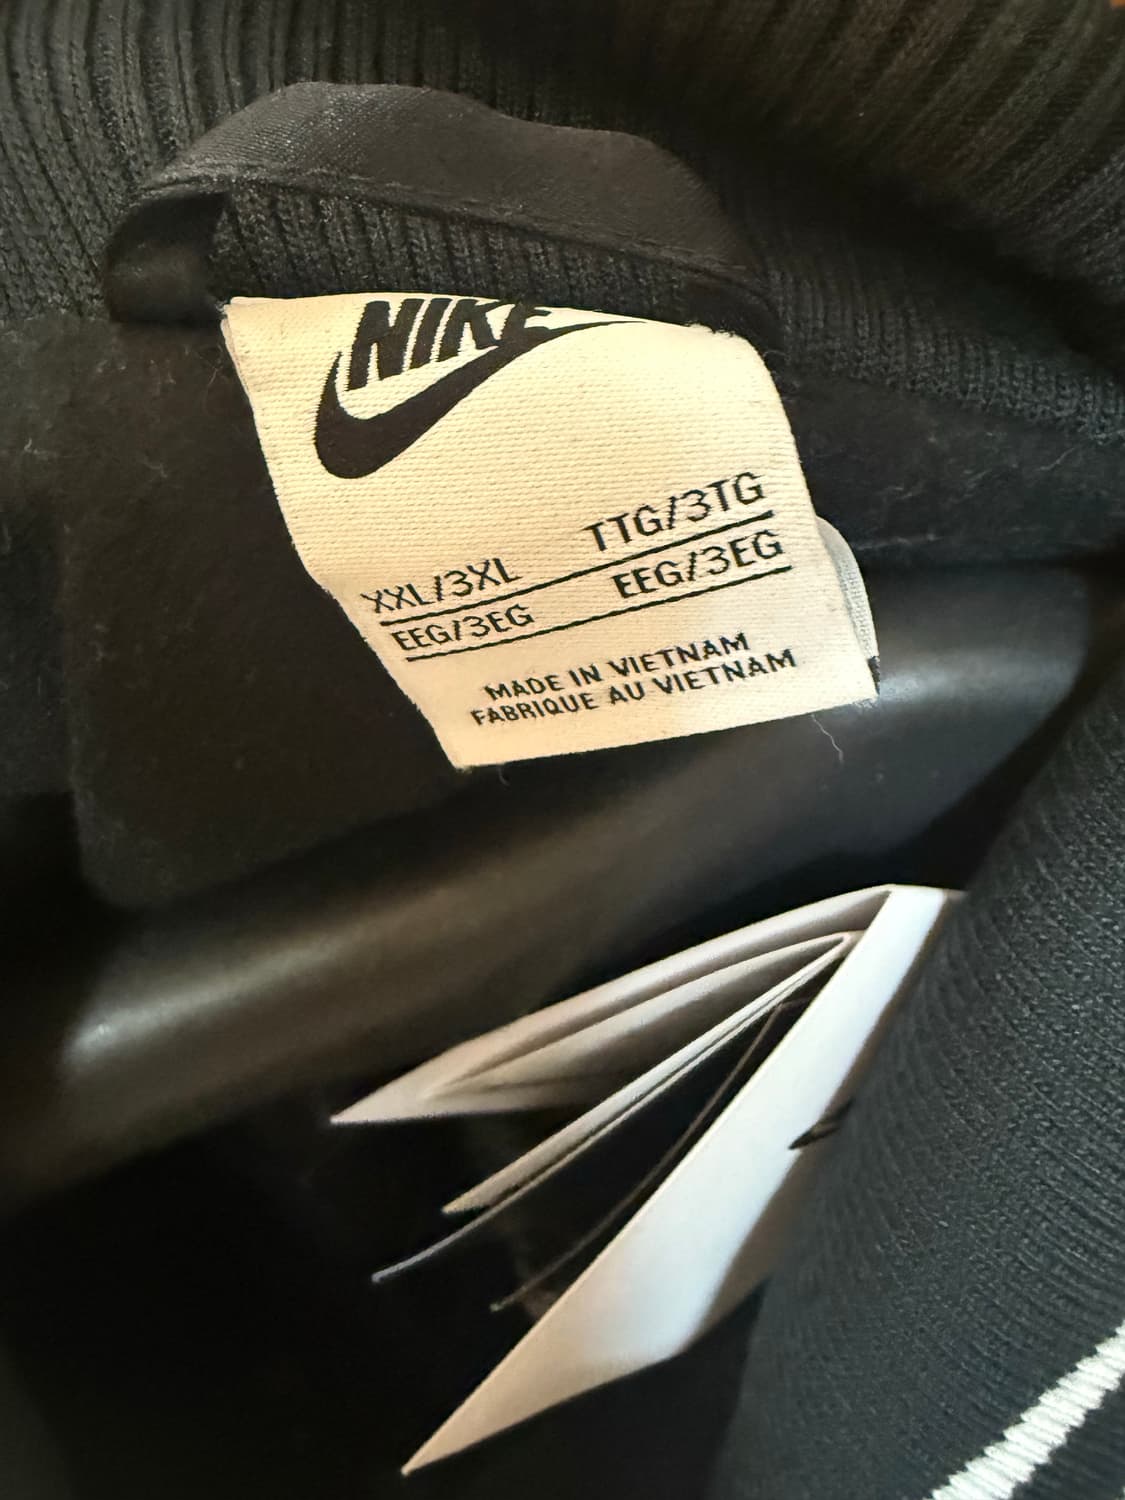 NIKE
XXL/3XL TTG/3TG
EEG/3EG EEG/3EG
MADE IN VIETNAM
FABRIQUE AU VIETNAM